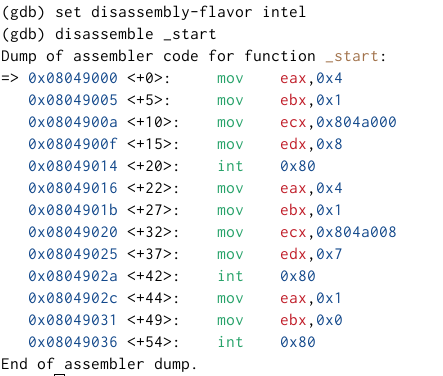 (gdb) set disassembly-flavor intel
(gdb) disassemble _start
Dump of assembler code for function _start:
=> 0x08049000 <+0>:     mov    eax,0x4
   0x08049005 <+5>:     mov    ebx,0x1
   0x0804900a <+10>:    mov    ecx,0x804a000
   0x0804900f <+15>:    mov    edx,0x8
   0x08049014 <+20>:    int    0x80
   0x08049016 <+22>:    mov    eax,0x4
   0x0804901b <+27>:    mov    ebx,0x1
   0x08049020 <+32>:    mov    ecx,0x804a008
   0x08049025 <+37>:    mov    edx,0x7
   0x0804902a <+42>:    int    0x80
   0x0804902c <+44>:    mov    eax,0x1
   0x08049031 <+49>:    mov    ebx,0x0
   0x08049036 <+54>:    int    0x80
End of assembler dump.